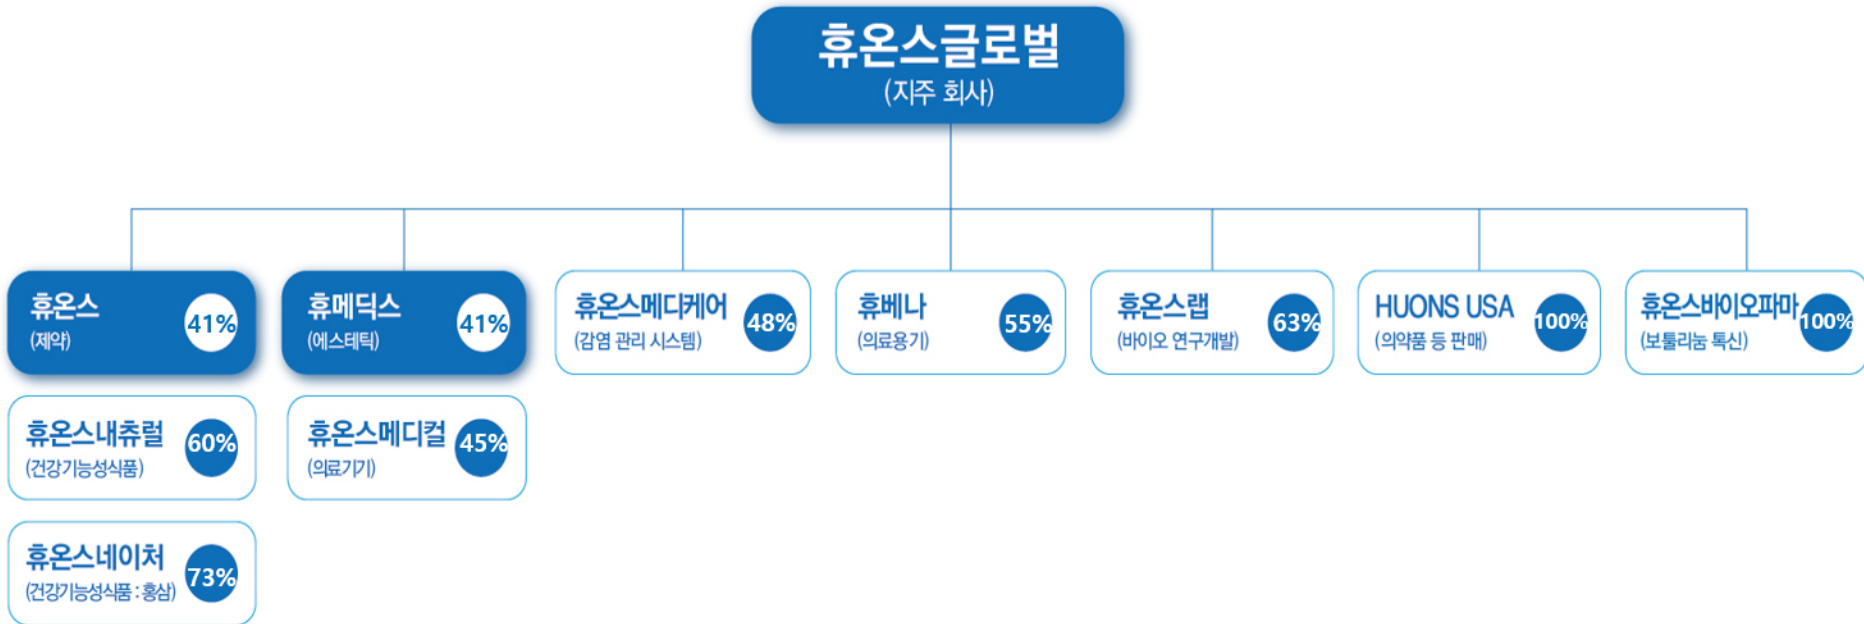 휴온스글로벌
(지주 회사)
휴온스
(제약)
41%
휴메딕스
(에스테틱)
41%
휴온스메디케어
(감염 관리 시스템)
48%
휴베나
(의료용기)
55%
휴온스랩
(바이오 연구개발)
63%
HUONS USA
(의약품 등 판매)
100%
휴온스바이오파마
(보툴리눔 톡신)
100%
휴온스내츄럴
(건강기능성식품)
60%
휴온스메디컬
(의료기기)
45%
휴온스네이처
(건강기능성식품 : 홍삼)
73%